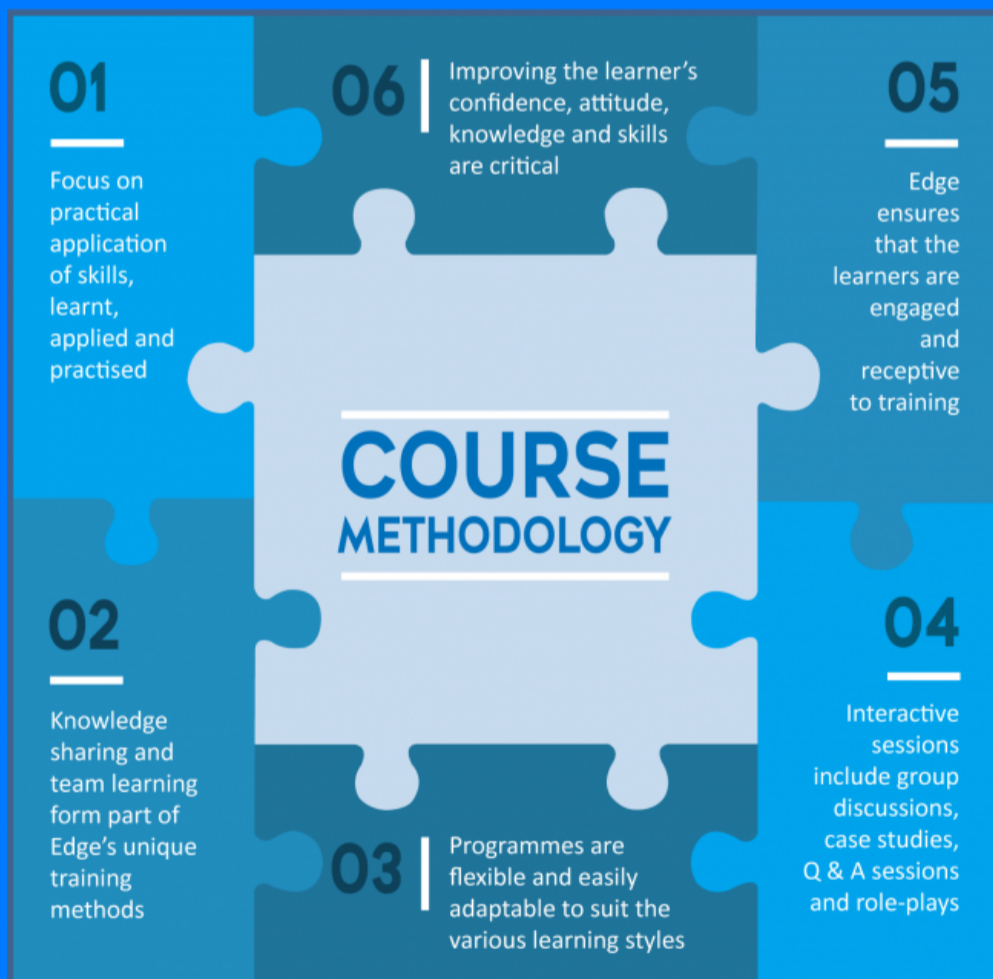 01
Focus on
practical
application
of skills,
learnt,
applied and
practised
02
Knowledge
sharing and
team learning
form part of
Edge's unique
training
methods
03
Programmes are
flexible and easily
adaptable to suit the
various learning styles
04
Interactive
sessions
include group
discussions,
case studies,
Q & A sessions
and role-plays
05
Edge
ensures
that the
learners are
engaged
and
receptive
to training
06
Improving the learner's
confidence, attitude,
knowledge and skills
are critical
COURSE
METHODOLOGY